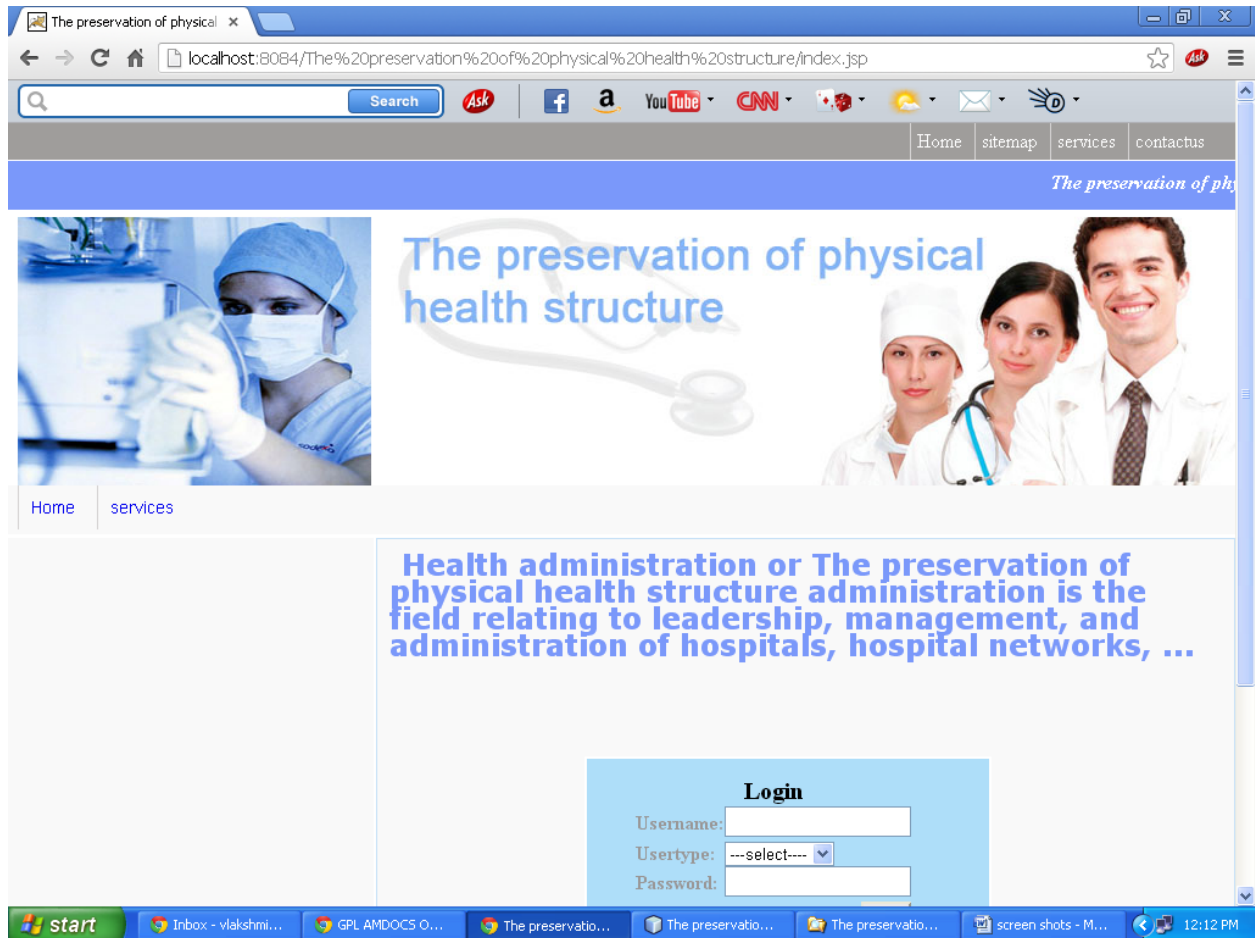 The preservation of physical
localhost:8084/The%20preservation%20of%20physical%20health%20structure/index.jsp
Ask
Search
Ask
a
YouTube
CNN
Home
sitemap
services
contactus
The preservation of phy
The preservation of physical
health structure
Home
services
Health administration or The preservation of
physical health structure administration is the
field relating to leadership, management, and
administration of hospitals, hospital networks, ...
Login
Username:
Usertype: ---select----
Password:
start
Inbox - vlakshmi...
GPL AMDOCS O...
The preservatio...
The preservatio...
The preservatio...
screen shots - M...
12:12 PM